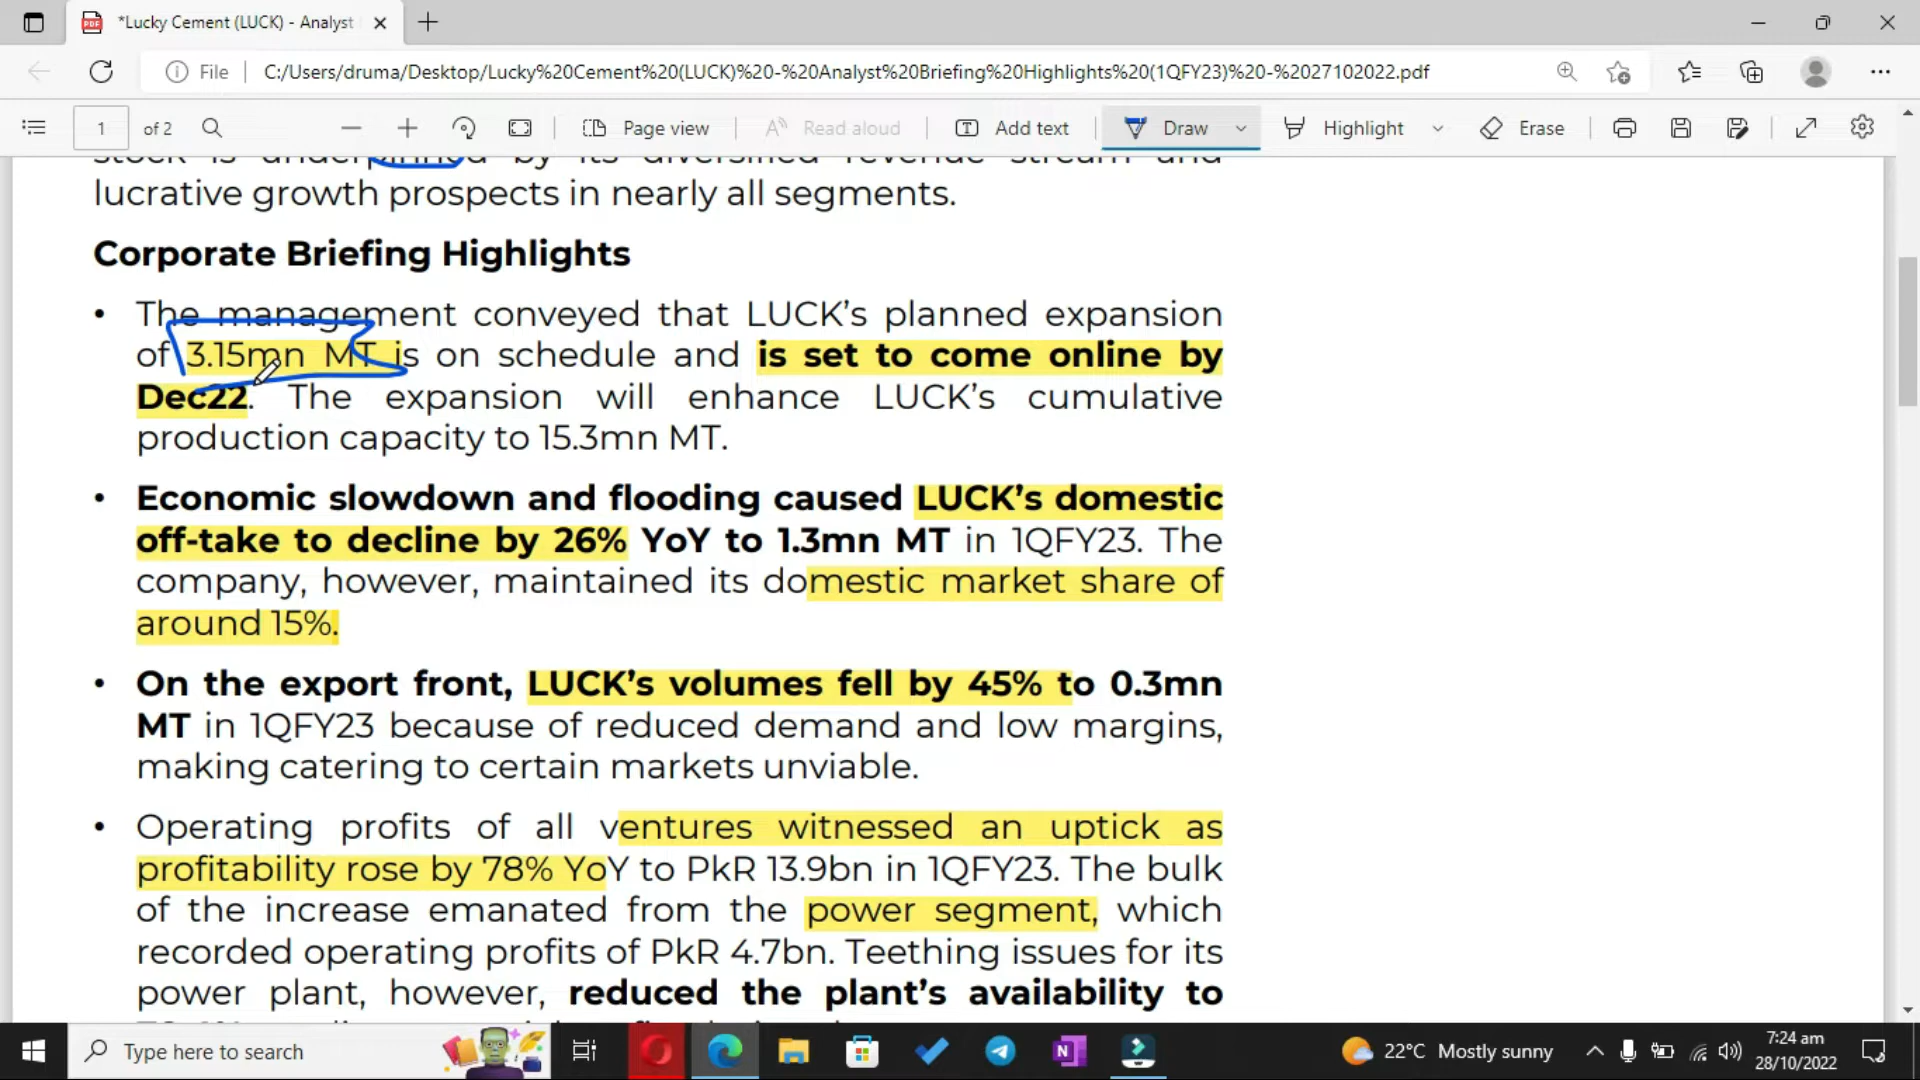 *Lucky Cement (LUCK) - Analyst
File
C:/Users/druma/Desktop/Lucky%20Cement%20(LUCK)%20-%20Analyst%20Briefing%20Highlights%20(1QFY23)%20-%2027102022.pdf
1 of 2
Page view
Read aloud
Add text
Draw
Highlight
Erase
stock is underpinned by its diversified revenue stream and
lucrative growth prospects in nearly all segments.
Corporate Briefing Highlights
• The management conveyed that LUCK's planned expansion
of 3.15mn MT is on schedule and is set to come online by
Dec22. The expansion will enhance LUCK's cumulative
production capacity to 15.3mn MT.
• Economic slowdown and flooding caused LUCK's domestic
off-take to decline by 26% YoY to 1.3mn MT in 1QFY23. The
company, however, maintained its domestic market share of
around 15%.
• On the export front, LUCK's volumes fell by 45% to 0.3mn
MT in 1QFY23 because of reduced demand and low margins,
making catering to certain markets unviable.
• Operating profits of all ventures witnessed an uptick as
profitability rose by 78% YoY to PkR 13.9bn in 1QFY23. The bulk
of the increase emanated from the power segment, which
recorded operating profits of PkR 4.7bn. Teething issues for its
power plant, however, reduced the plant's availability to
Type here to search
22°C Mostly sunny
7:24 am
28/10/2022